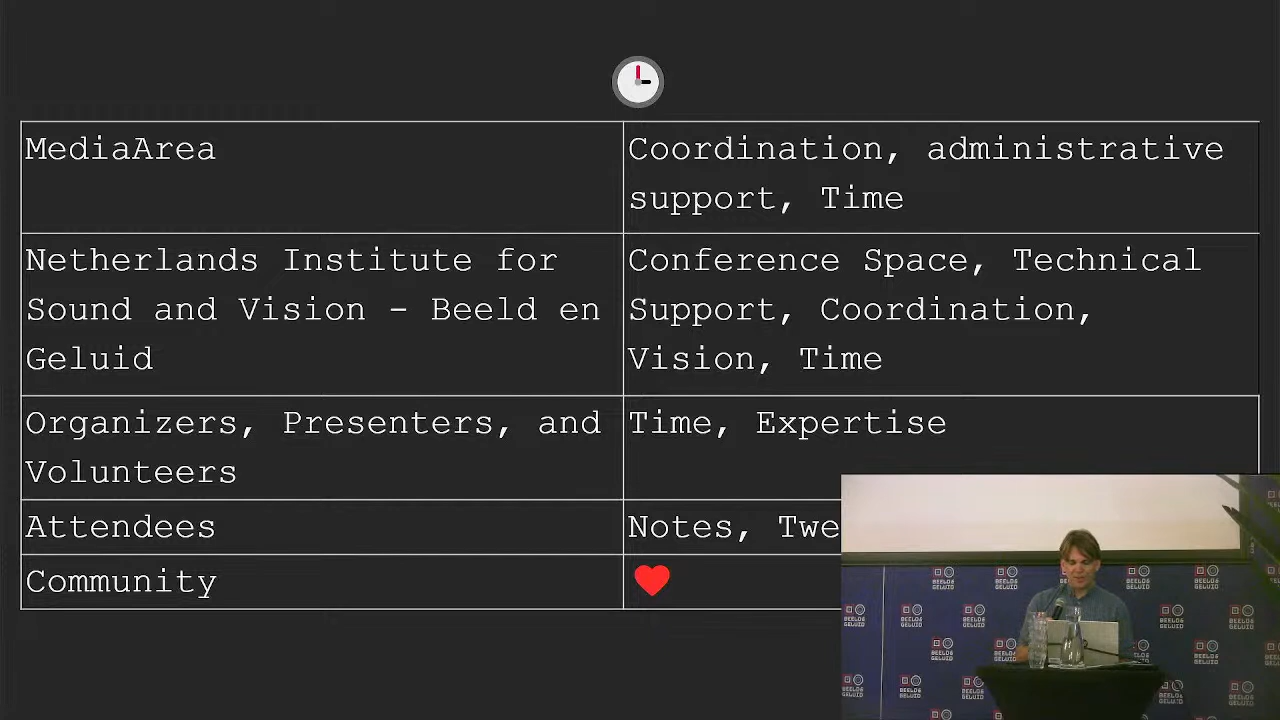 MediaArea
Coordination, administrative
support, Time
Netherlands Institute for
Sound and Vision - Beeld en
Geluid
Conference Space, Technical
Support, Coordination,
Vision, Time
Organizers, Presenters, and
Volunteers
Time, Expertise
Attendees
Notes,
Community
BEELD&
GELUID